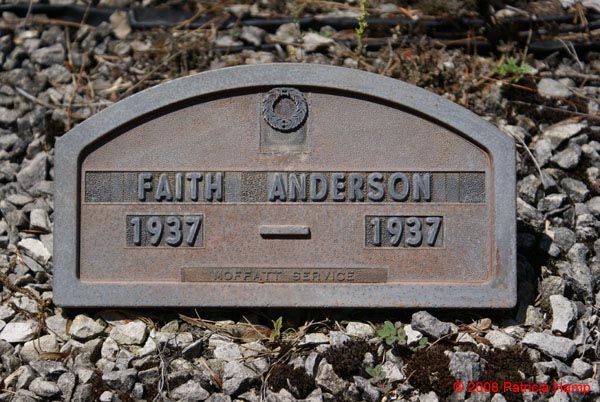 FAITH ANDERSON
1937 - 1937
MOFFATT SERVICE
© 2008 Patricia Hamp